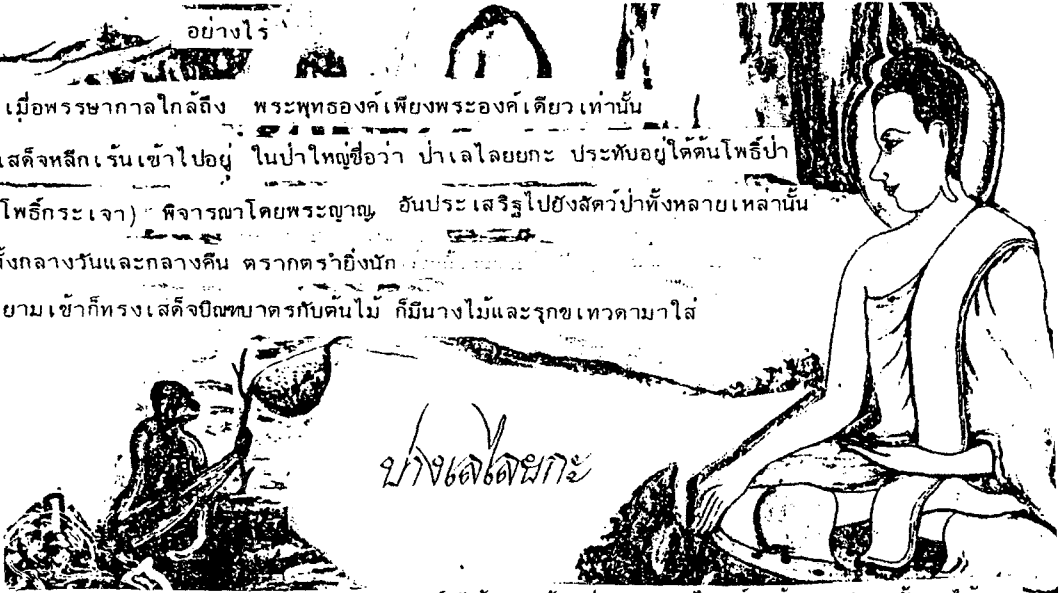 อย่างไร
เมื่อพรรษากาลใกล้ถึง พระพุทธองค์เพียงพระองค์เดียวเท่านั้น
เสด็จหลีกเร้นเข้าไปอยู่ ในป่าใหญ่ชื่อว่า ป่าเลไลยยกะ ประทับอยู่ใต้ต้นโพธิ์ป่า
โพธิ์กระเจา) พิจารณาโดยพระญาณ อันประเสริฐไปยังสัตว์ป่าทั้งหลายเหล่านั้น
ทั้งกลางวันและกลางคืน ตรากตรำยิ่งนัก
ยามเช้าก็ทรงเสด็จบิณฑบาตรกับต้นไม้ ก็มีนางไม้และรุกขเทวดามาใส่
ปางเลไลยกะ